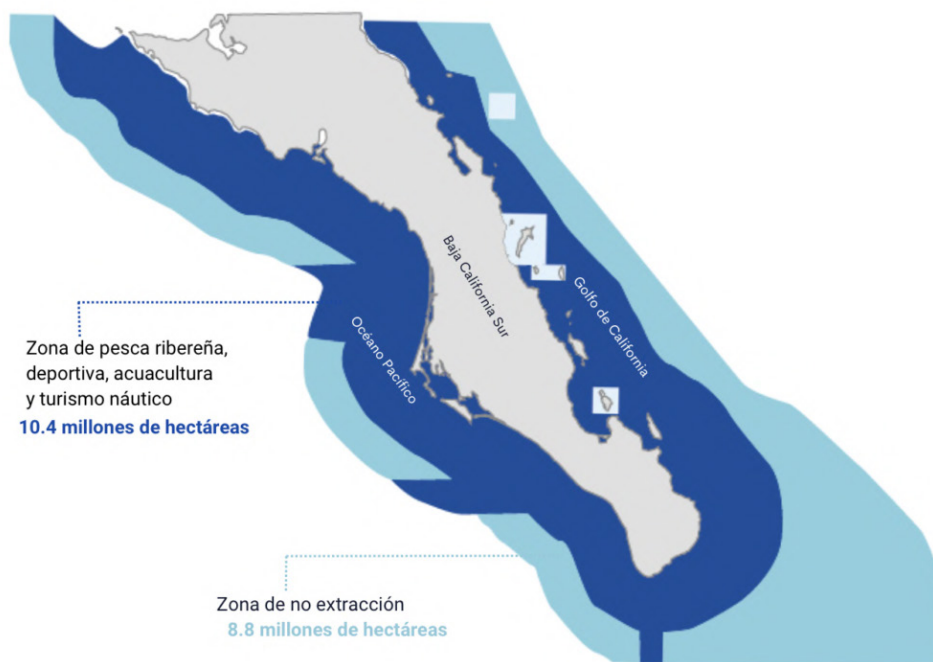 Baja California Sur
Golfo de California
Océano Pacífico
Zona de pesca ribereña,
deportiva, acuacultura
y turismo náutico
10.4 millones de hectáreas
Zona de no extracción
8.8 millones de hectáreas